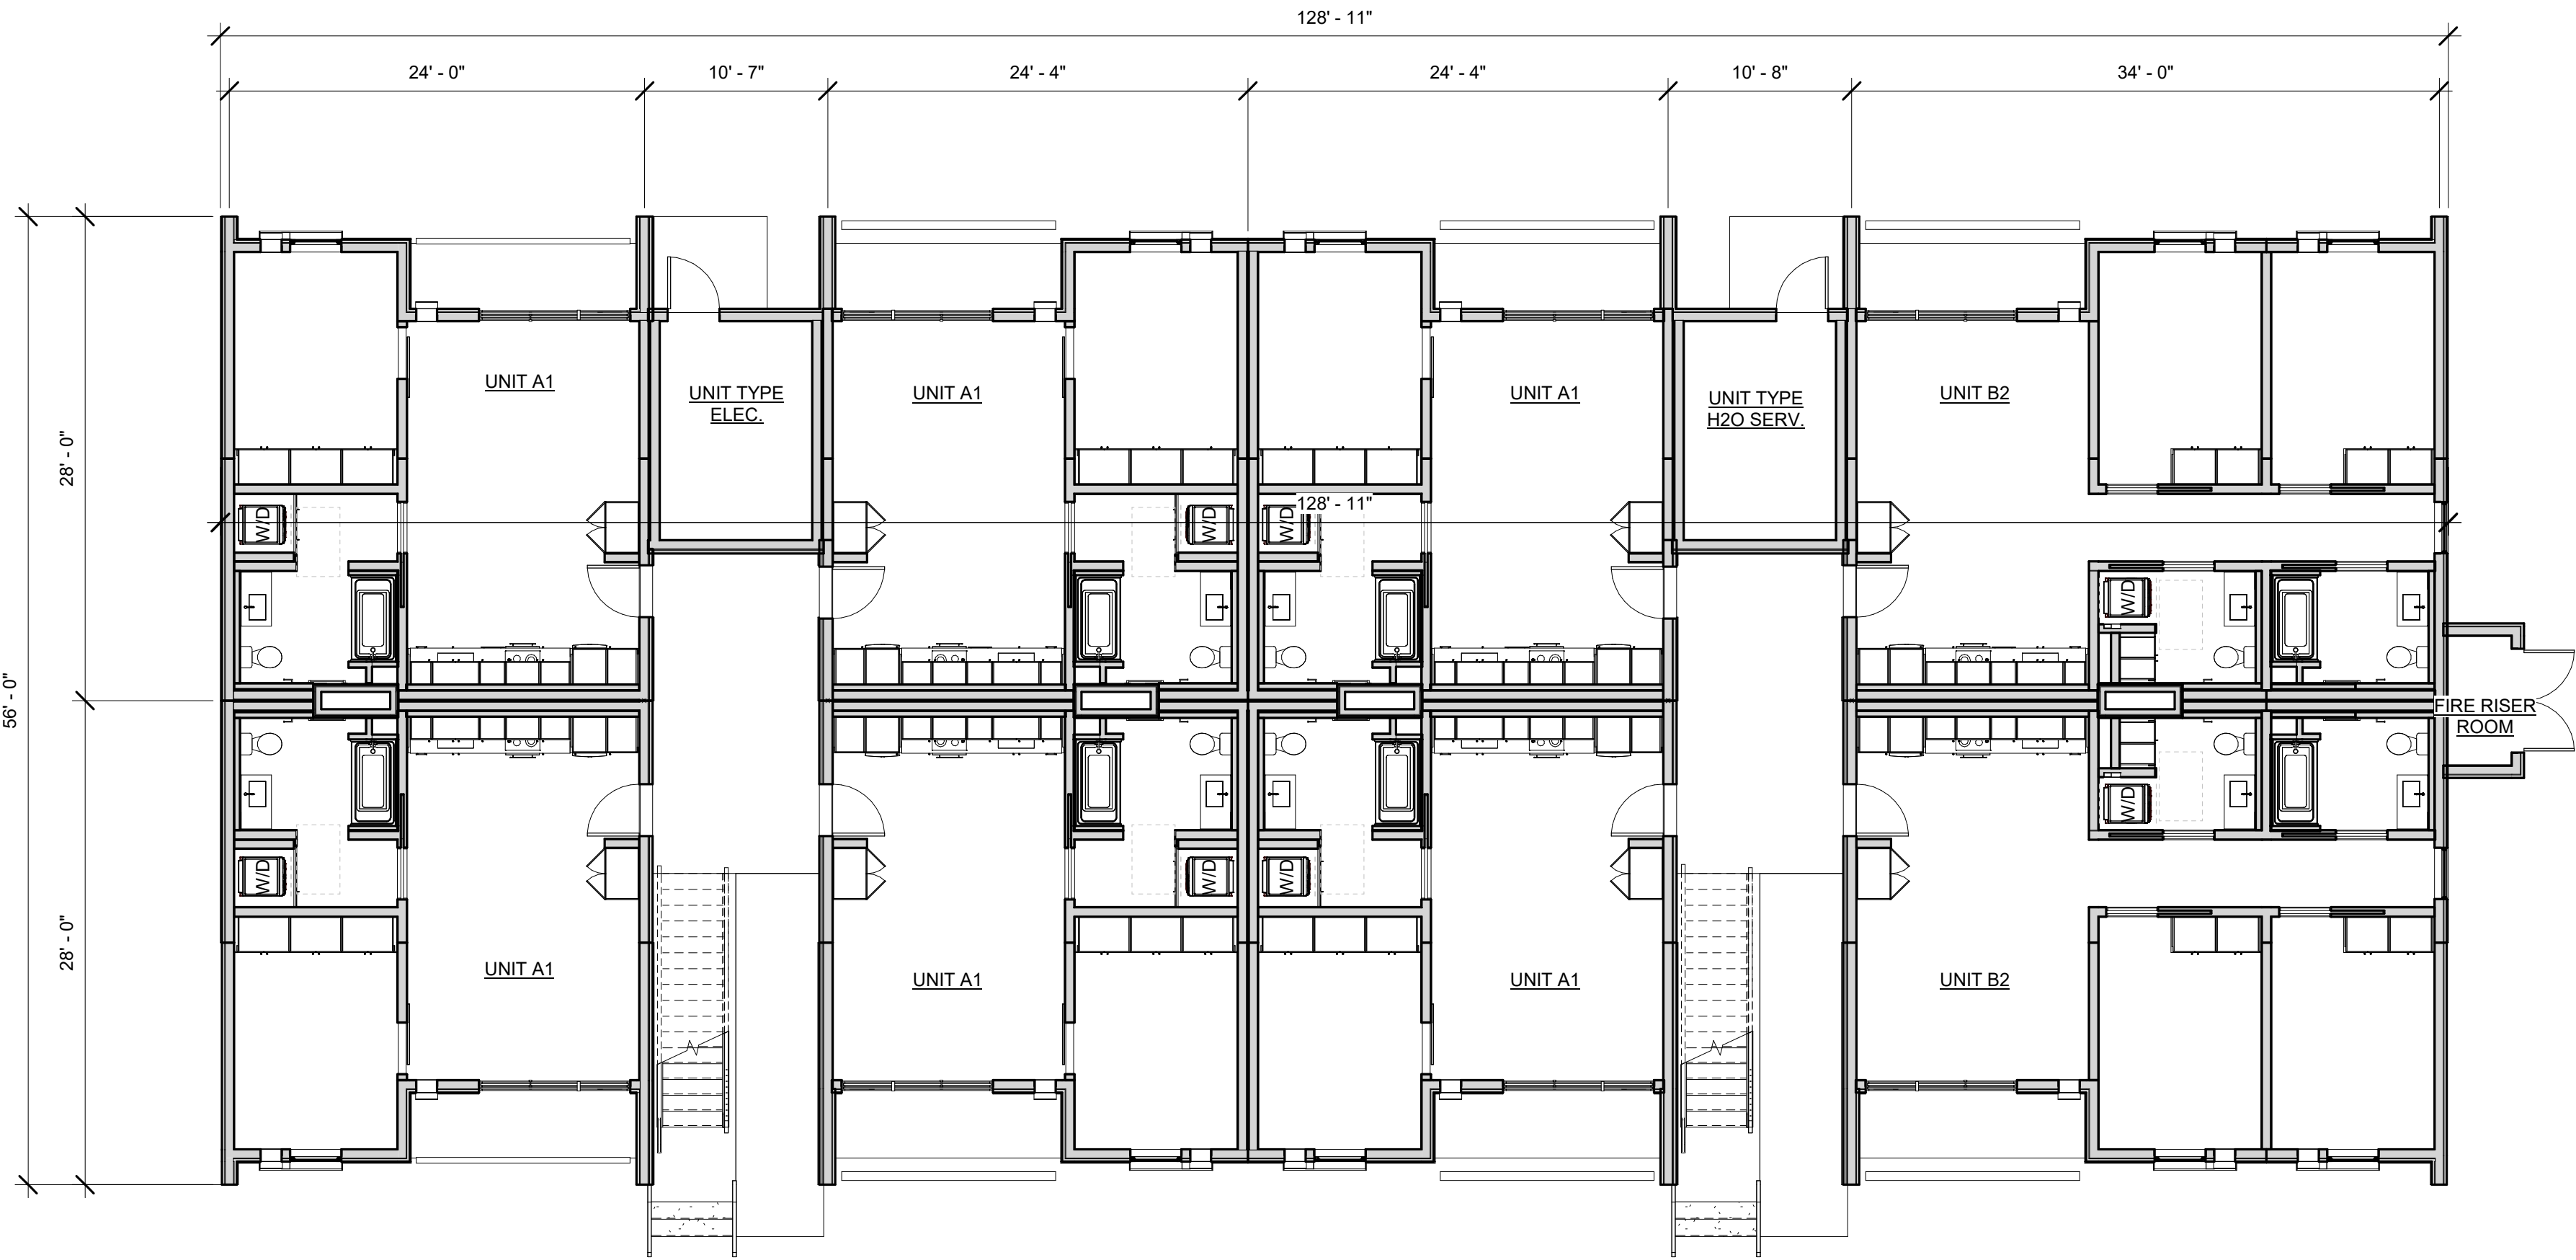 128' - 11"
24' - 0"
10' - 7"
24' - 4"
24' - 4"
10' - 8"
34' - 0"
UNIT A1
UNIT TYPE
ELEC.
UNIT A1
UNIT A1
UNIT TYPE
H2O SERV.
UNIT B2
28' - 0"
W/D
W/D
128' - 11"
W/D
W/D
56' - 0"
FIRE RISER
ROOM
W/D
W/D
W/D
W/D
28' - 0"
UNIT A1
UNIT A1
UNIT A1
UNIT B2